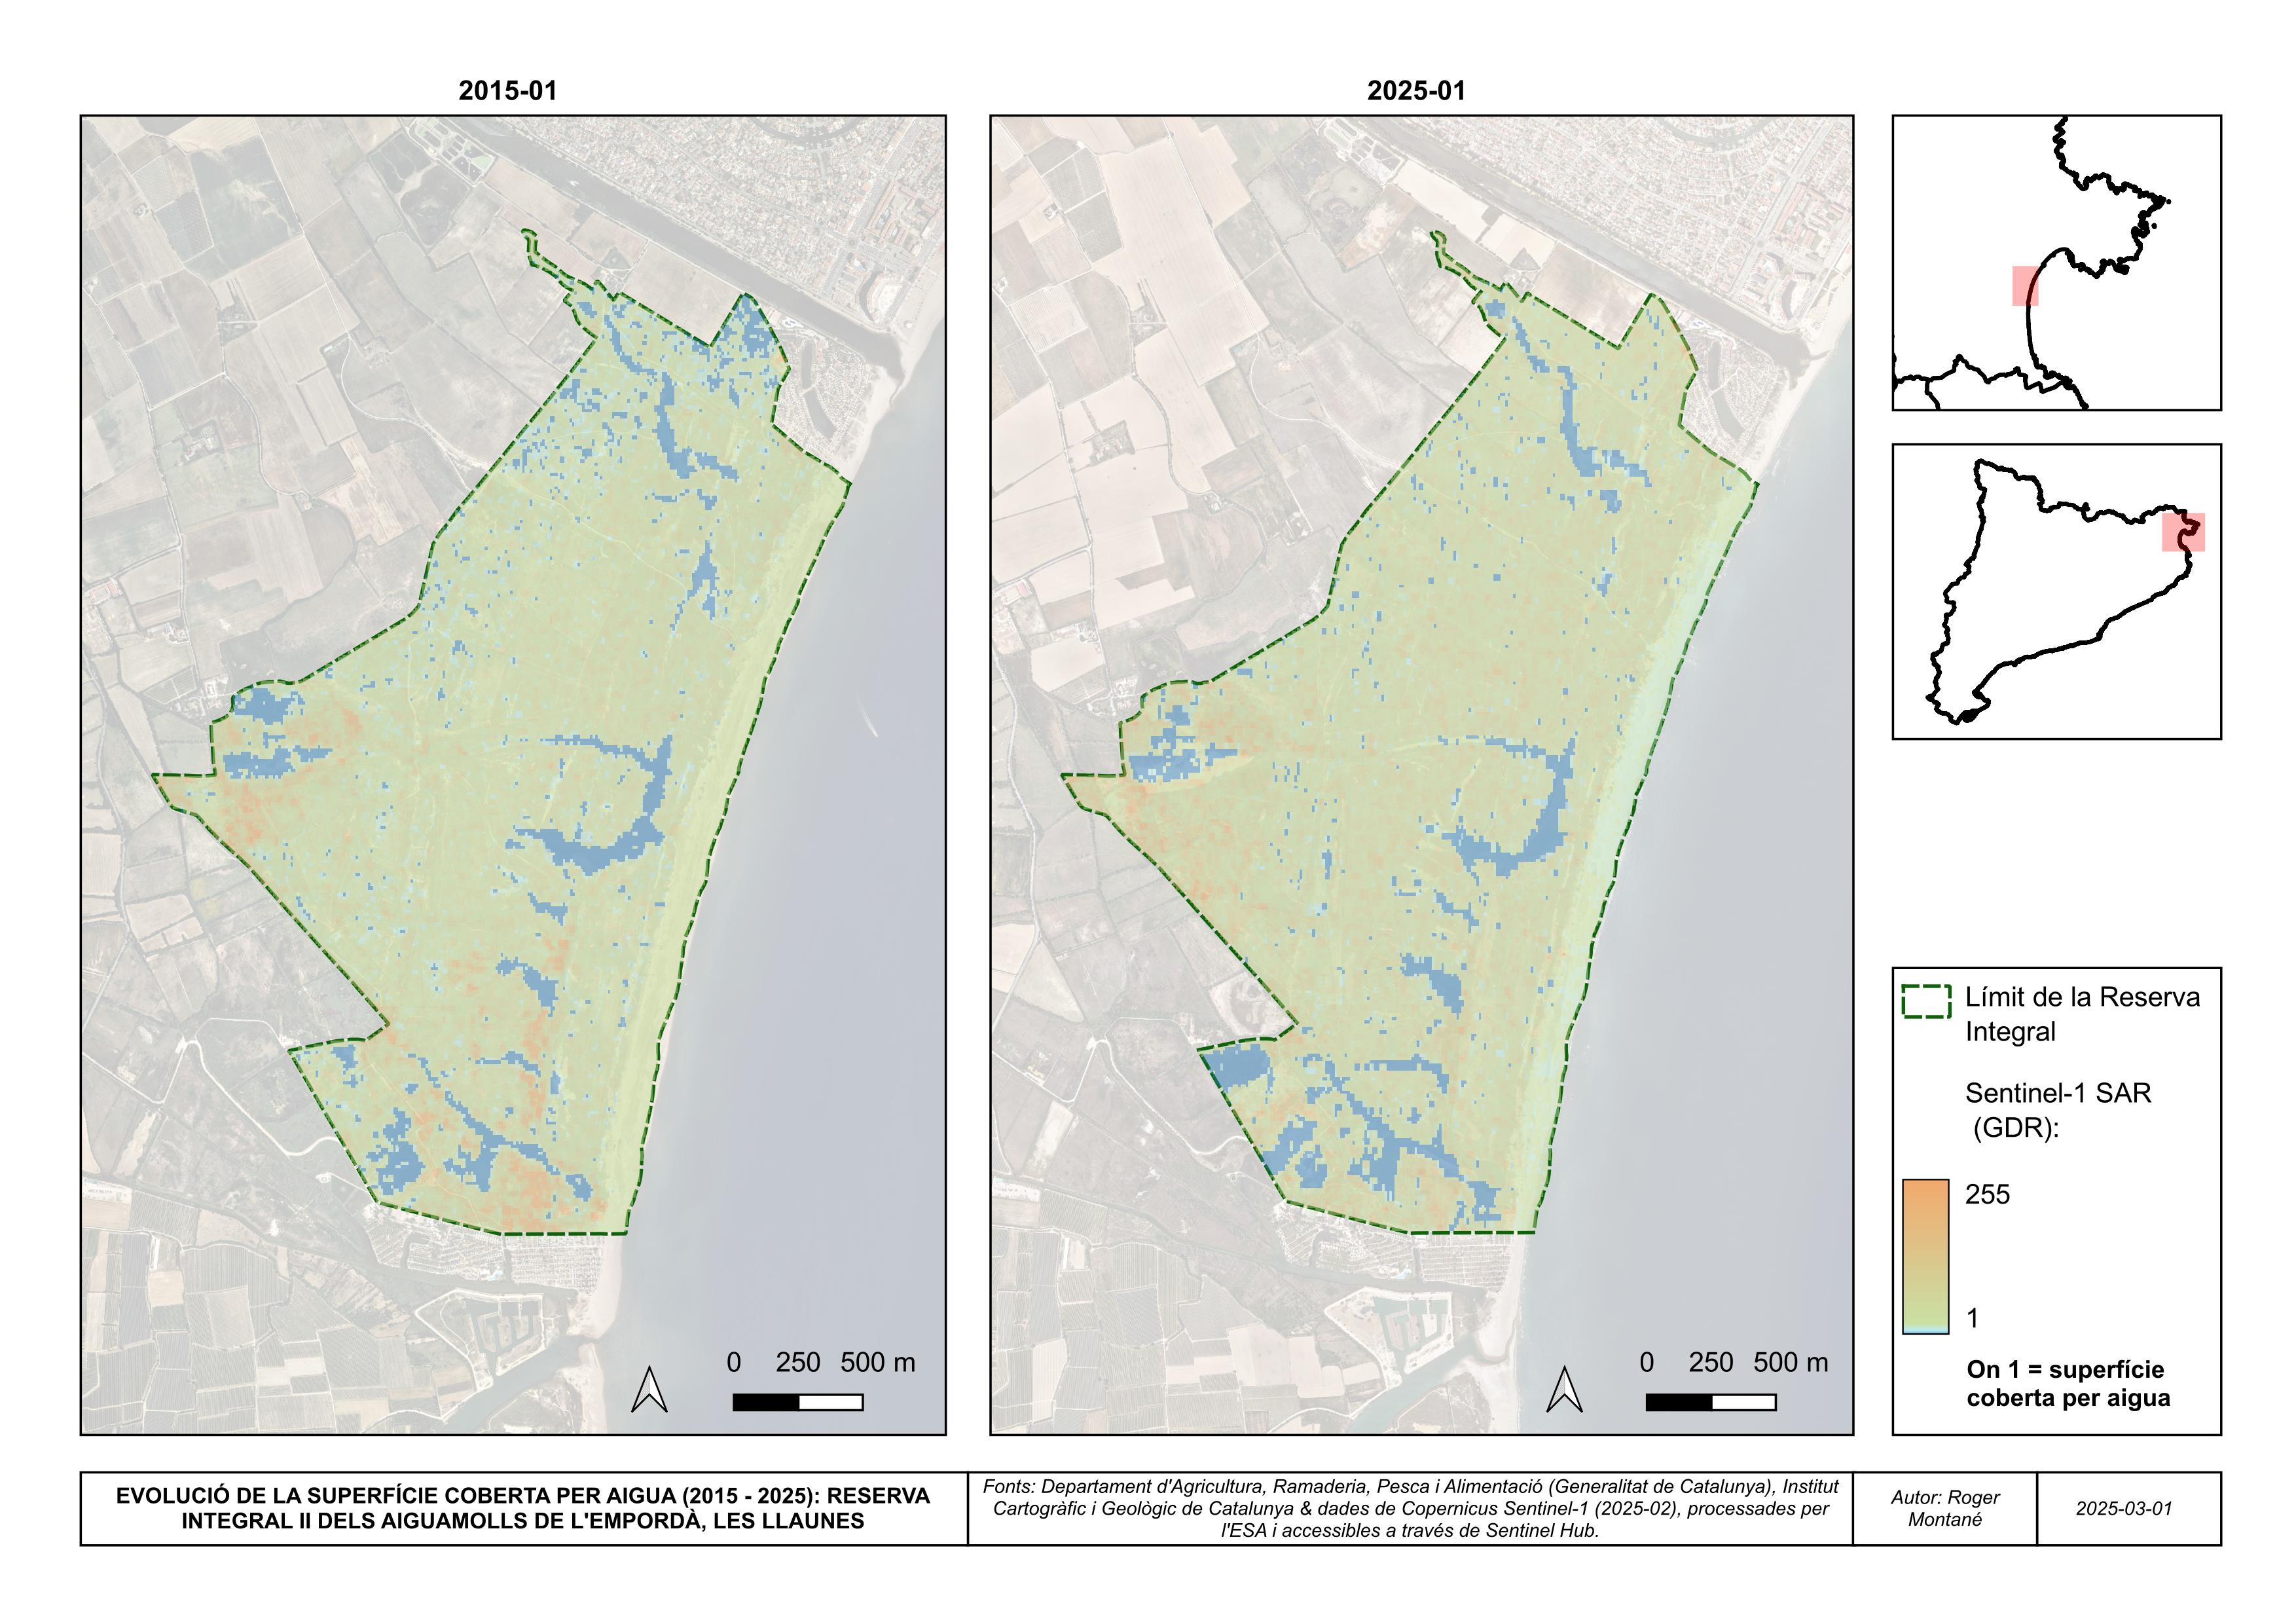 2015-01
2025-01
0 250 500 m
0 250 500 m
Límit de la Reserva
Integral
Sentinel-1 SAR
(GDR):
255
1
On 1 = superfície
coberta per aigua
EVOLUCIÓ DE LA SUPERFÍCIE COBERTA PER AIGUA (2015 - 2025): RESERVA
INTEGRAL II DELS AIGUAMOLLS DE L'EMPORDÀ, LES LLAUNES
Fonts: Departament d'Agricultura, Ramaderia, Pesca i Alimentació (Generalitat de Catalunya), Institut
Cartogràfic i Geològic de Catalunya & dades de Copernicus Sentinel-1 (2025-02), processades per
l'ESA i accessibles a través de Sentinel Hub.
Autor: Roger
Montané
2025-03-01